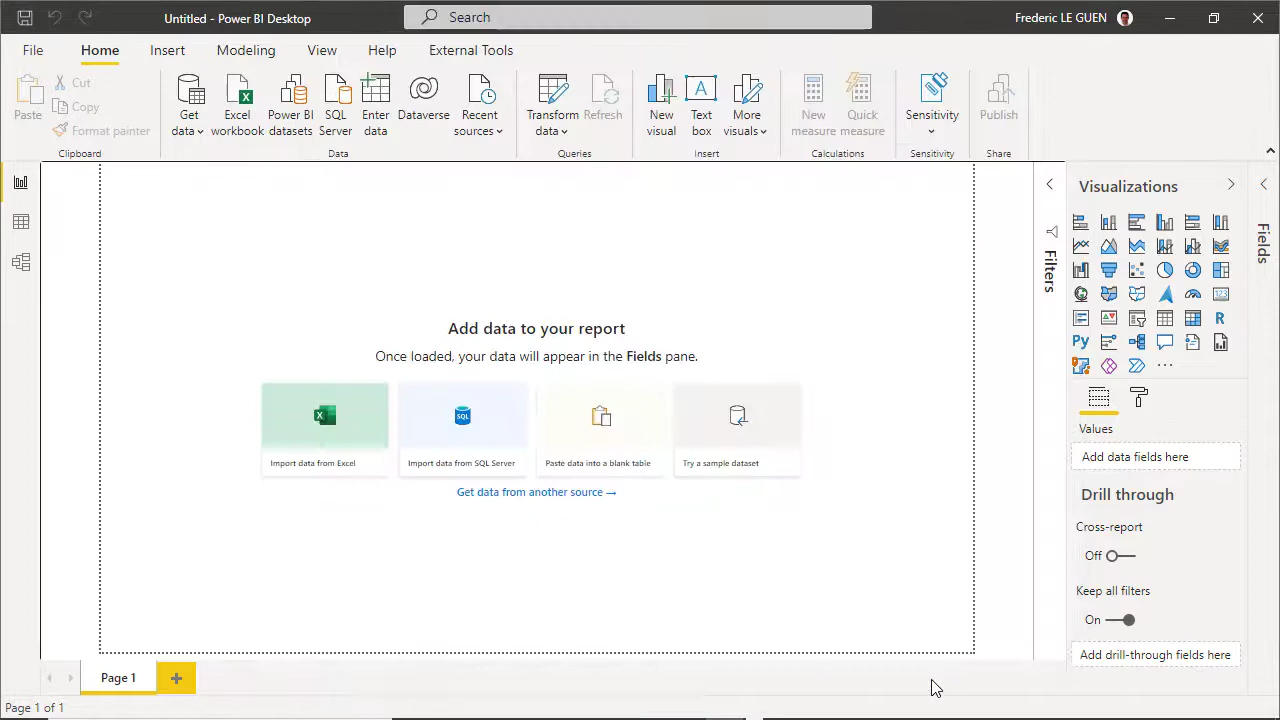 Untitled - Power BI Desktop
Search
Frederic LE GUEN
File Home Insert Modeling View Help External Tools
Paste
Cut
Copy
Format painter
Clipboard
Get data
Excel workbook
Power BI datasets
SQL Server
Enter data
Dataverse
Recent sources
Data
Transform data
Refresh
Queries
New visual
A
Text box
More visuals
Insert
New measure
Quick measure
Calculations
Sensitivity
Sensitivity
Publish
Share
Add data to your report
Once loaded, your data will appear in the Fields pane.
X
Import data from Excel
SQL
Import data from SQL Server
Paste data into a blank table
Try a sample dataset
Get data from another source →
Filters
Visualizations
123
R
Py
...
Values
Add data fields here
Drill through
Cross-report
Off
Keep all filters
On
Add drill-through fields here
Fields
Page 1
+
Page 1 of 1